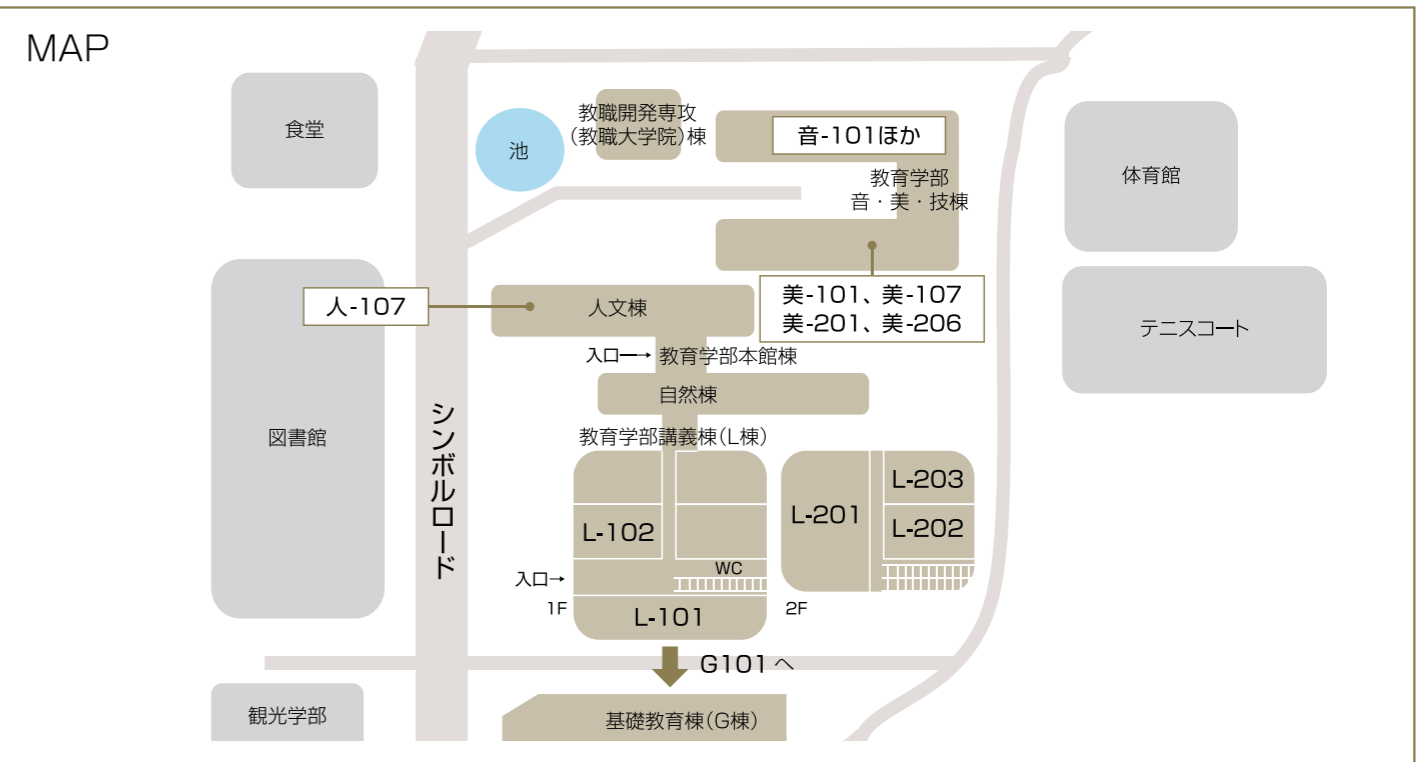 MAP
食堂
池
教職開発専攻
(教職大学院)棟
音-101ほか
教育学部
音・美・技棟
体育館
人-107
人文棟
美-101、美-107
美-201、美-206
テニスコート
入口→
教育学部本館棟
自然棟
図書館
シンボルロード
教育学部講義棟(L棟)
L-102
入口→
WC
1F
L-101
L-201
L-203
L-202
2F
G101へ
観光学部
基礎教育棟(G棟)